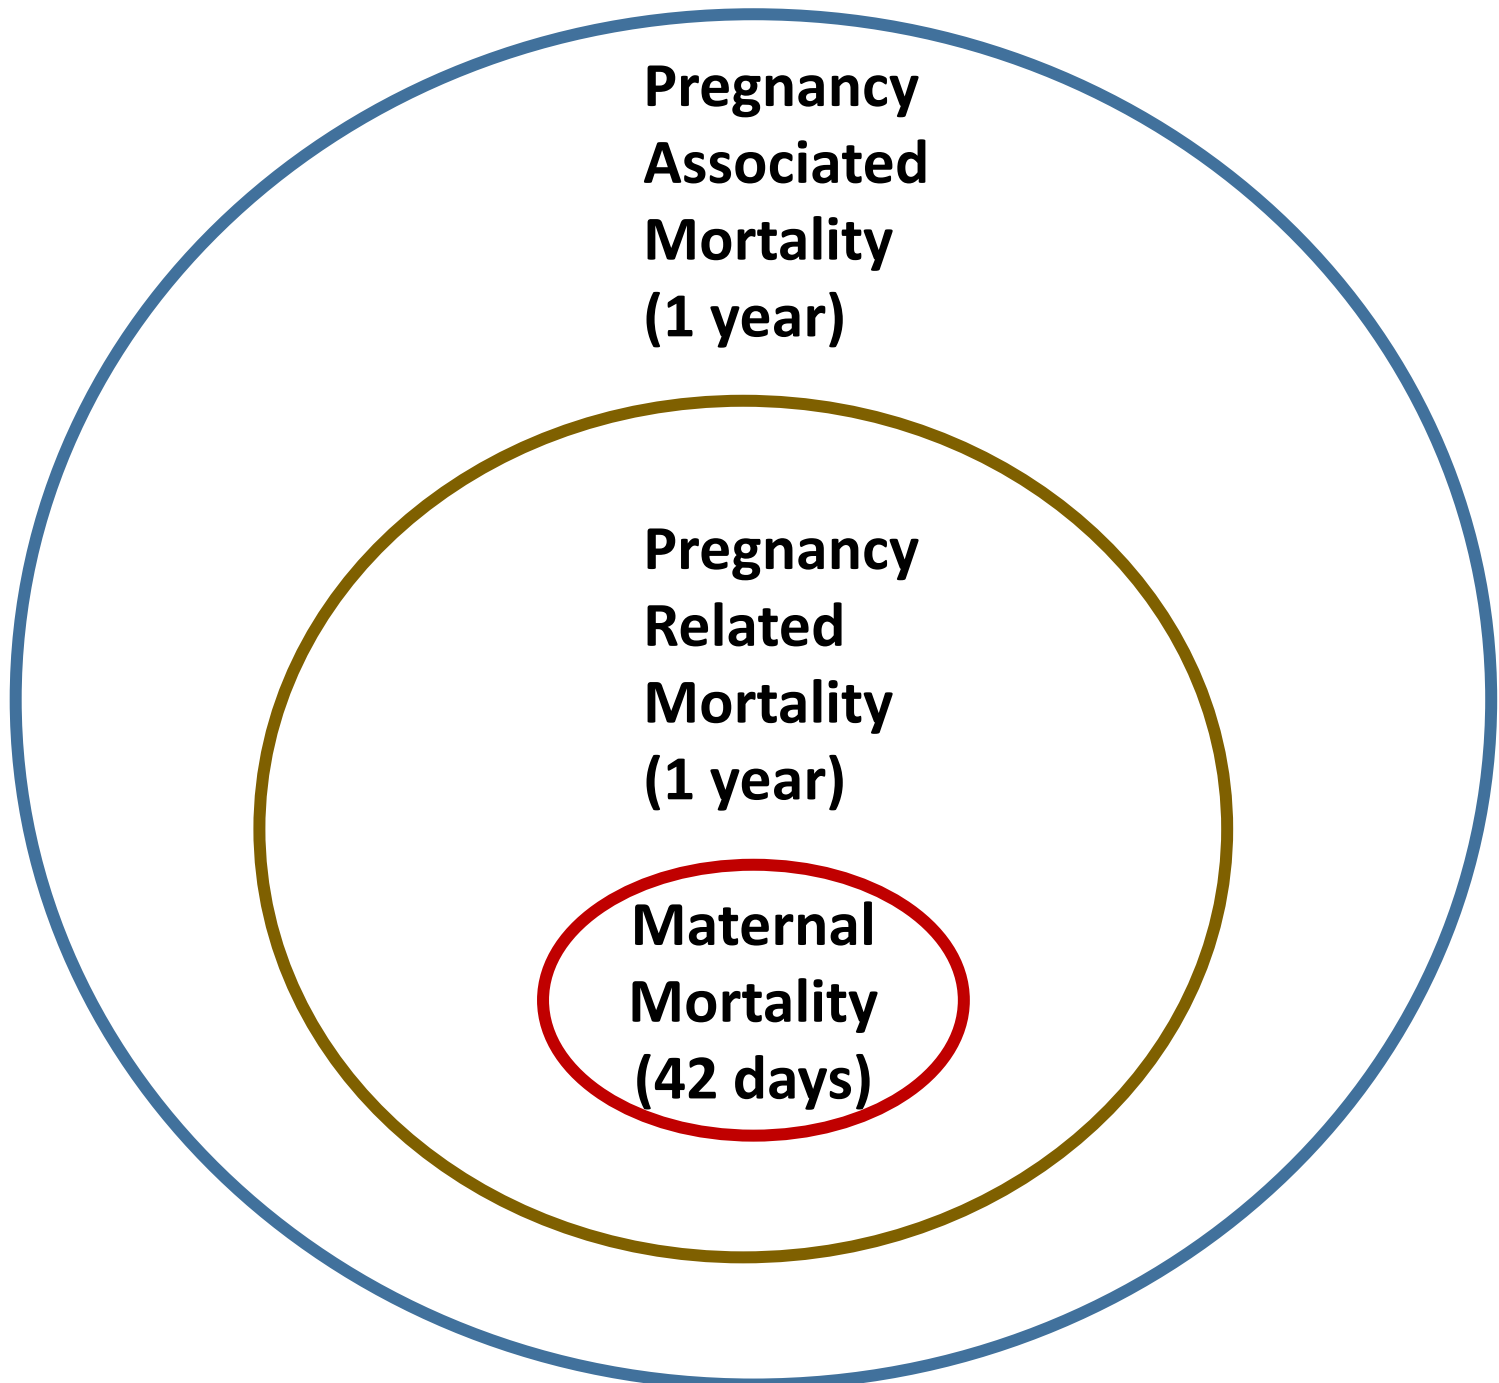 Pregnancy
Associated
Mortality
(1 year)
Pregnancy
Related
Mortality
(1 year)
Maternal
Mortality
(42 days)